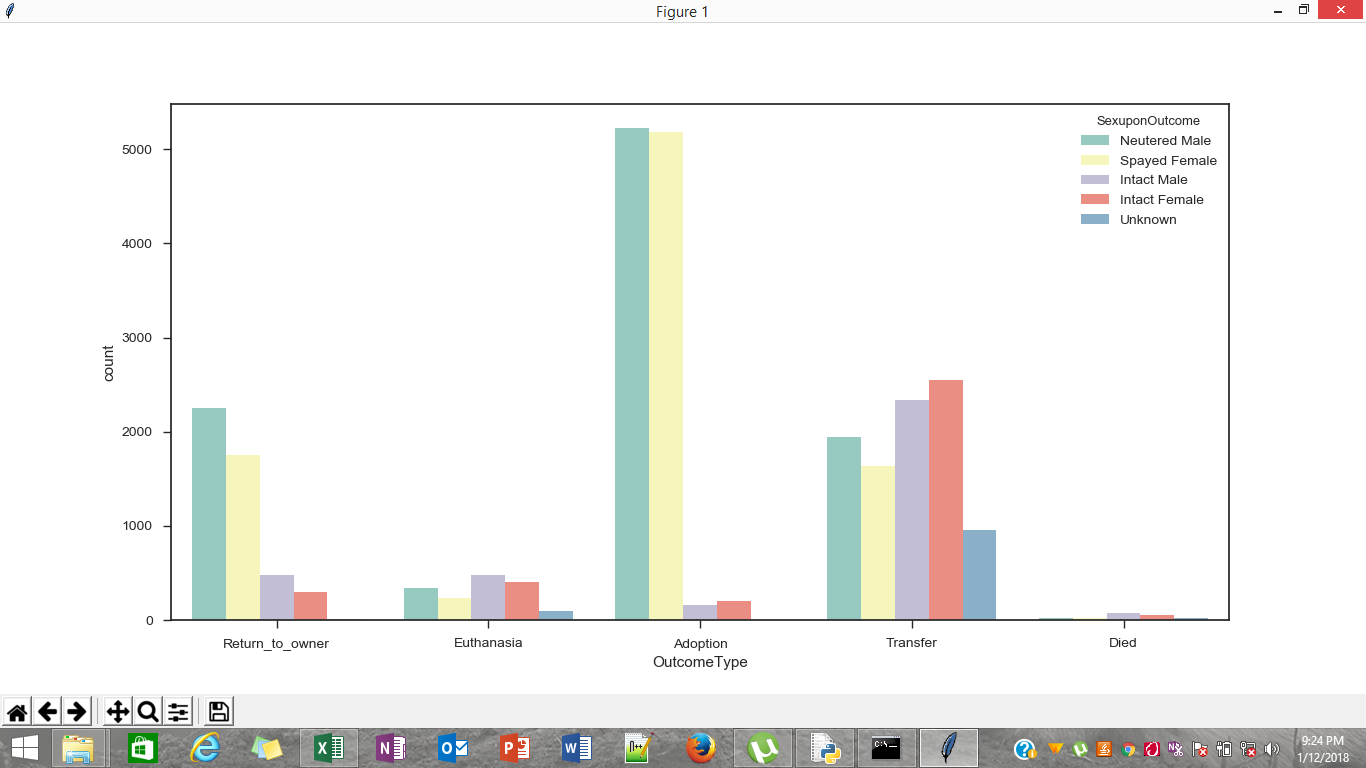 Figure 1
SexuponOutcome
Neutered Male
Spayed Female
Intact Male
Intact Female
Unknown
5000
4000
3000
2000
1000
0
count
Return_to_owner
Euthanasia
Adoption
Transfer
Died
OutcomeType
9:24 PM
1/12/2018